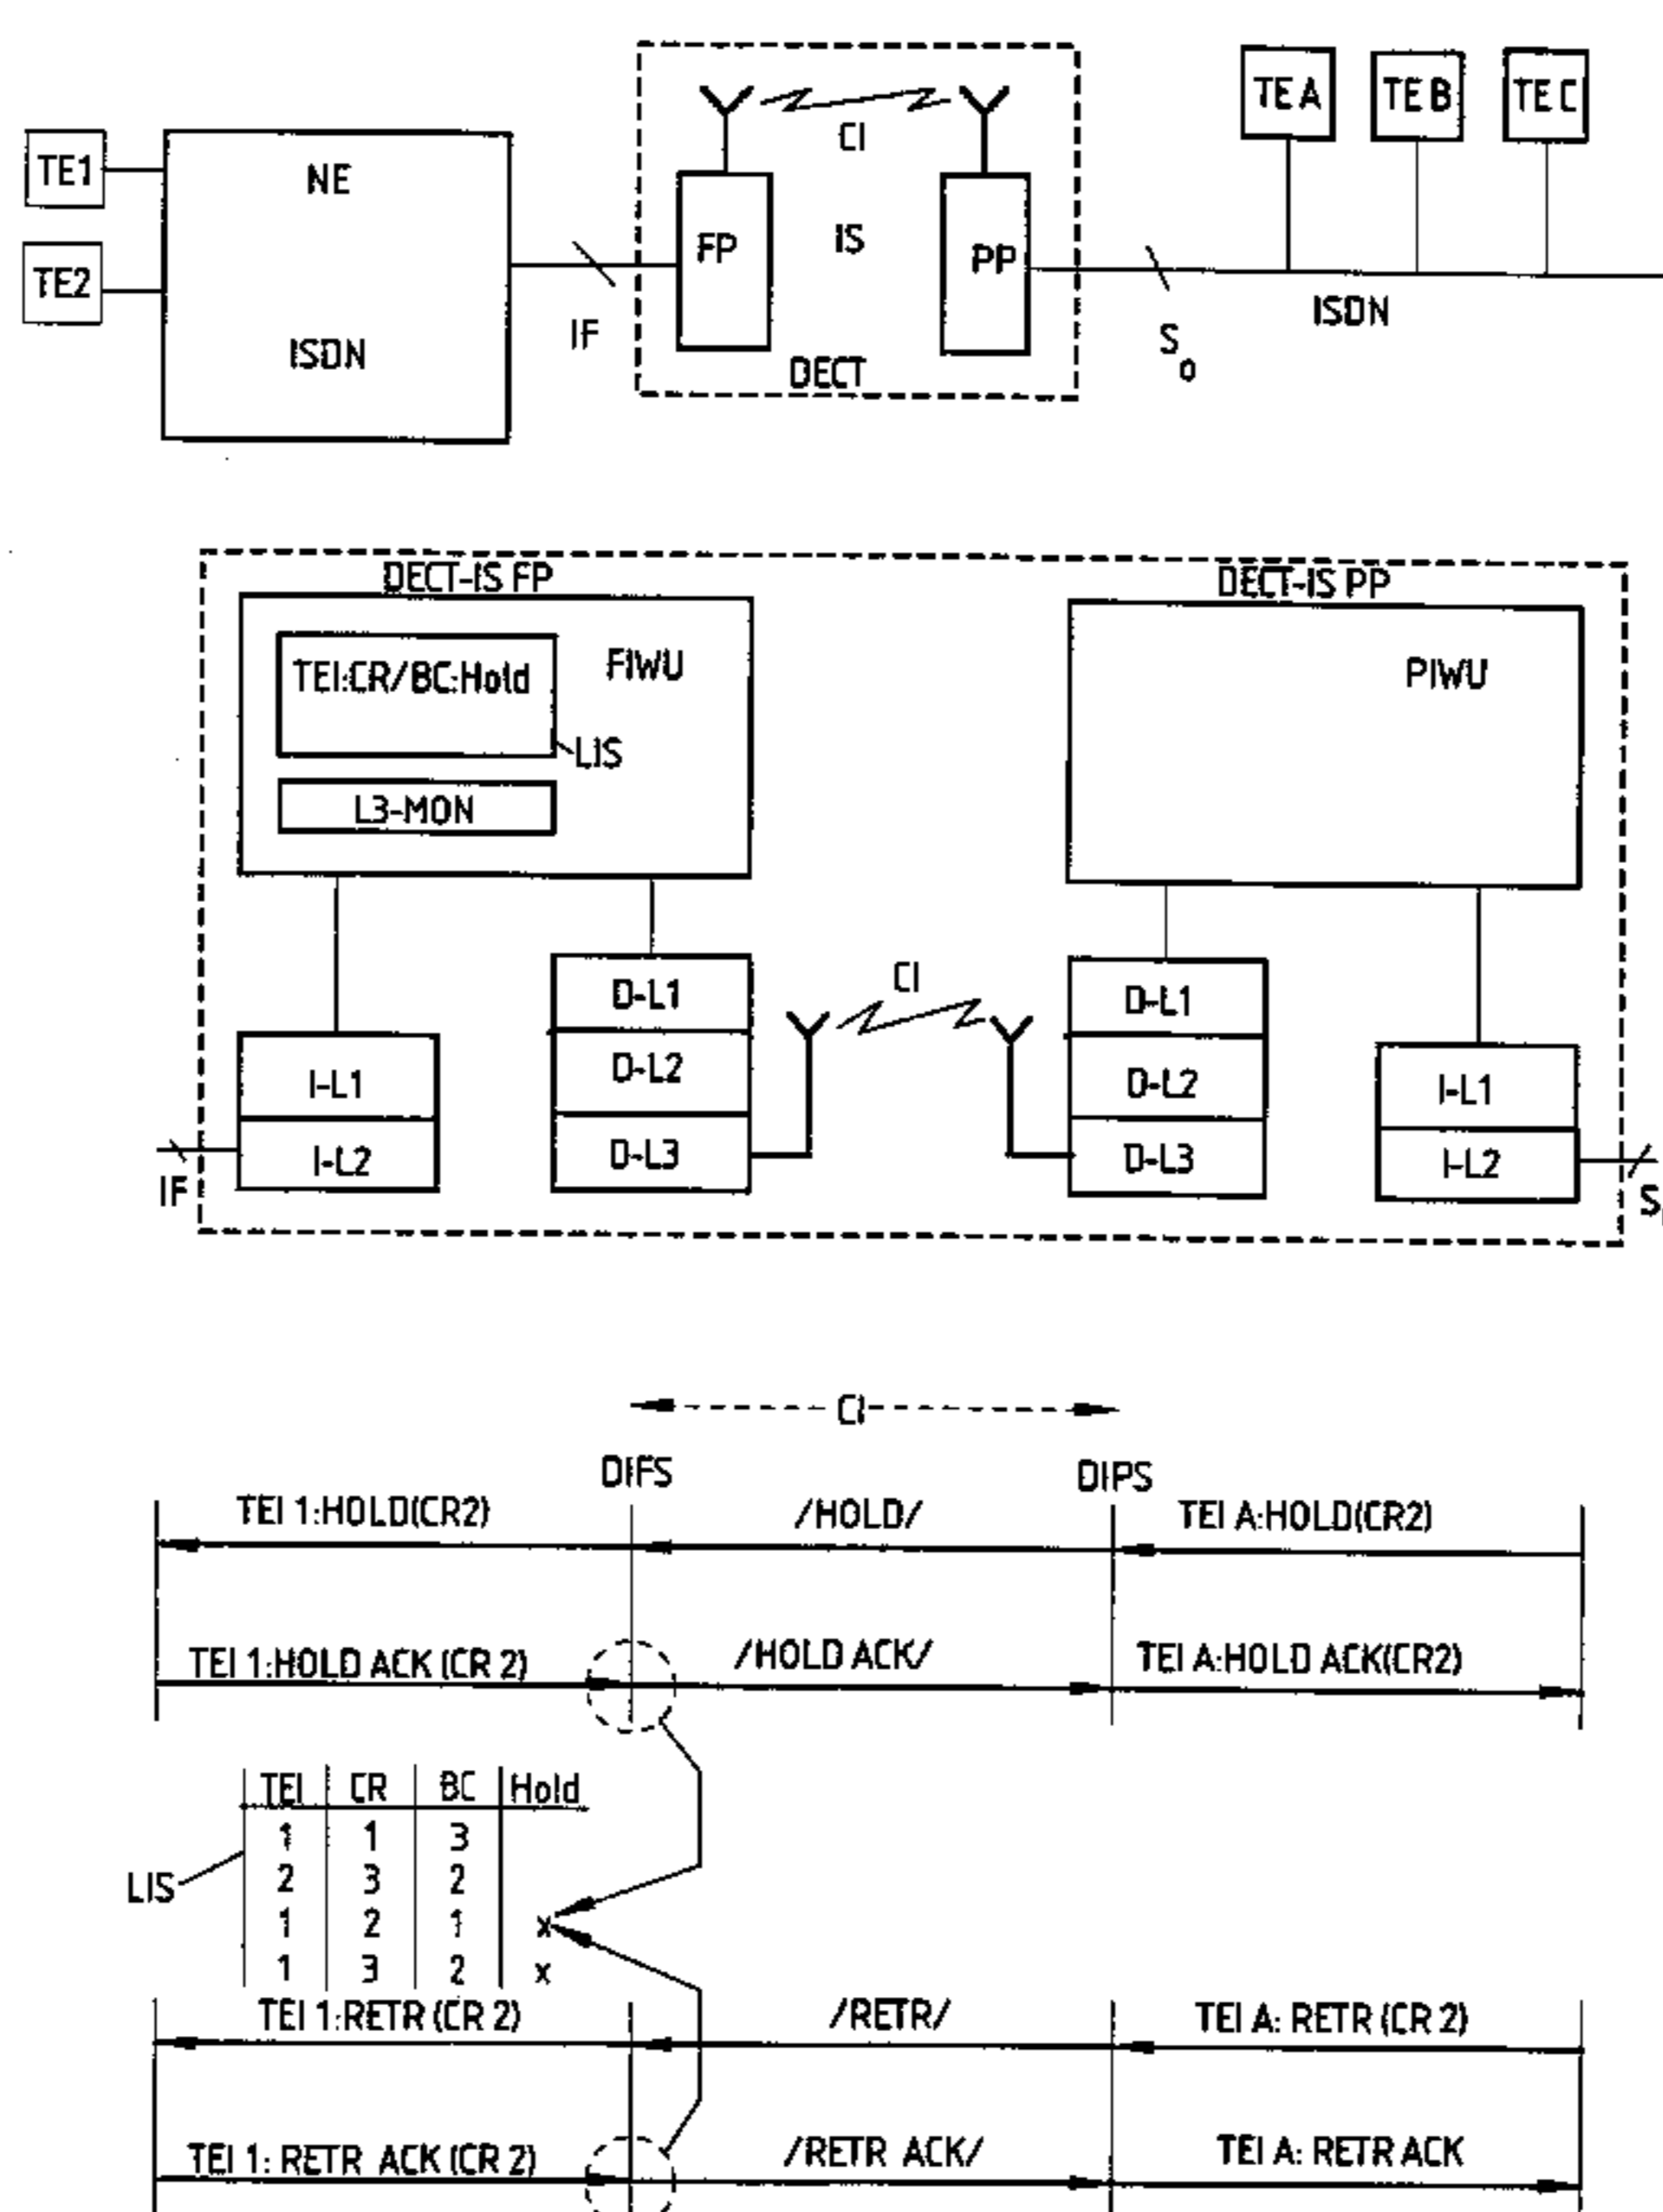 TE A TE B TE C
CI
TE1 NE
FP IS PP
TE2
ISDN IF DECT S
o
ISDN
DECT-IS FP DECT-IS PP
TEI:CR/BC:Hold FIWU PIWU
LIS
L3-MON
CI
D-L1 D-L1
I-L1 D-L2 D-L2 I-L1
I-L2 D-L3 D-L3 I-L2
IF S
CI
DIFS DIPS
TEI 1:HOLD(CR2) /HOLD/ TEI A:HOLD(CR2)
TEI 1:HOLD ACK (CR 2) /HOLD ACK/ TEI A:HOLD ACK(CR2)
TEI CR BC Hold
1 1 3
LIS 2 3 2
1 2 1 x
1 3 2 x
TEI 1:RETR (CR 2) /RETR/ TEI A: RETR (CR 2)
TEI 1: RETR ACK (CR 2) /RETR ACK/ TEI A: RETR ACK